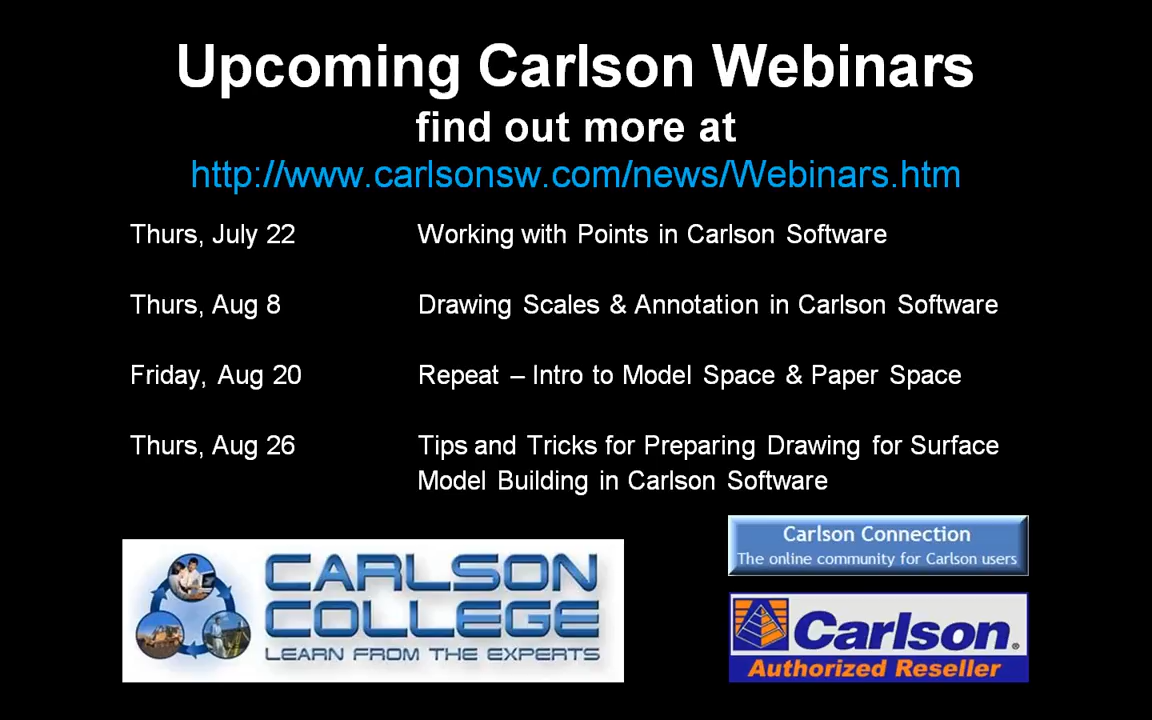 Upcoming Carlson Webinars
find out more at
http://www.carlsonsw.com/news/Webinars.htm
Thurs, July 22 Working with Points in Carlson Software
Thurs, Aug 8 Drawing Scales & Annotation in Carlson Software
Friday, Aug 20 Repeat – Intro to Model Space & Paper Space
Thurs, Aug 26 Tips and Tricks for Preparing Drawing for Surface
Model Building in Carlson Software
Carlson Connection
The online community for Carlson users
CARLSON
COLLEGE
LEARN FROM THE EXPERTS
Carlson®
Authorized Reseller